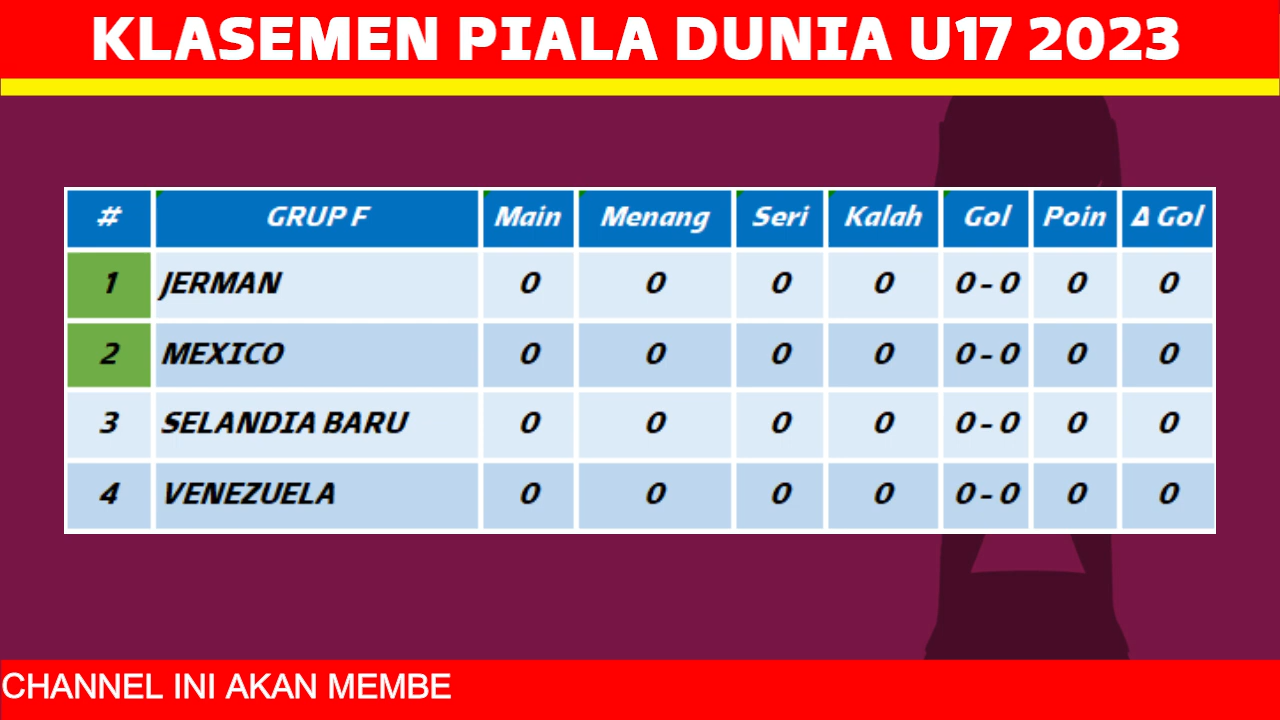 KLASEMEN PIALA DUNIA U17 2023
# GRUP F Main Menang Seri Kalah Gol Poin Δ Gol
1 JERMAN 0 0 0 0 0 - 0 0 0
2 MEXICO 0 0 0 0 0 - 0 0 0
3 SELANDIA BARU 0 0 0 0 0 - 0 0 0
4 VENEZUELA 0 0 0 0 0 - 0 0 0
CHANNEL INI AKAN MEMBE